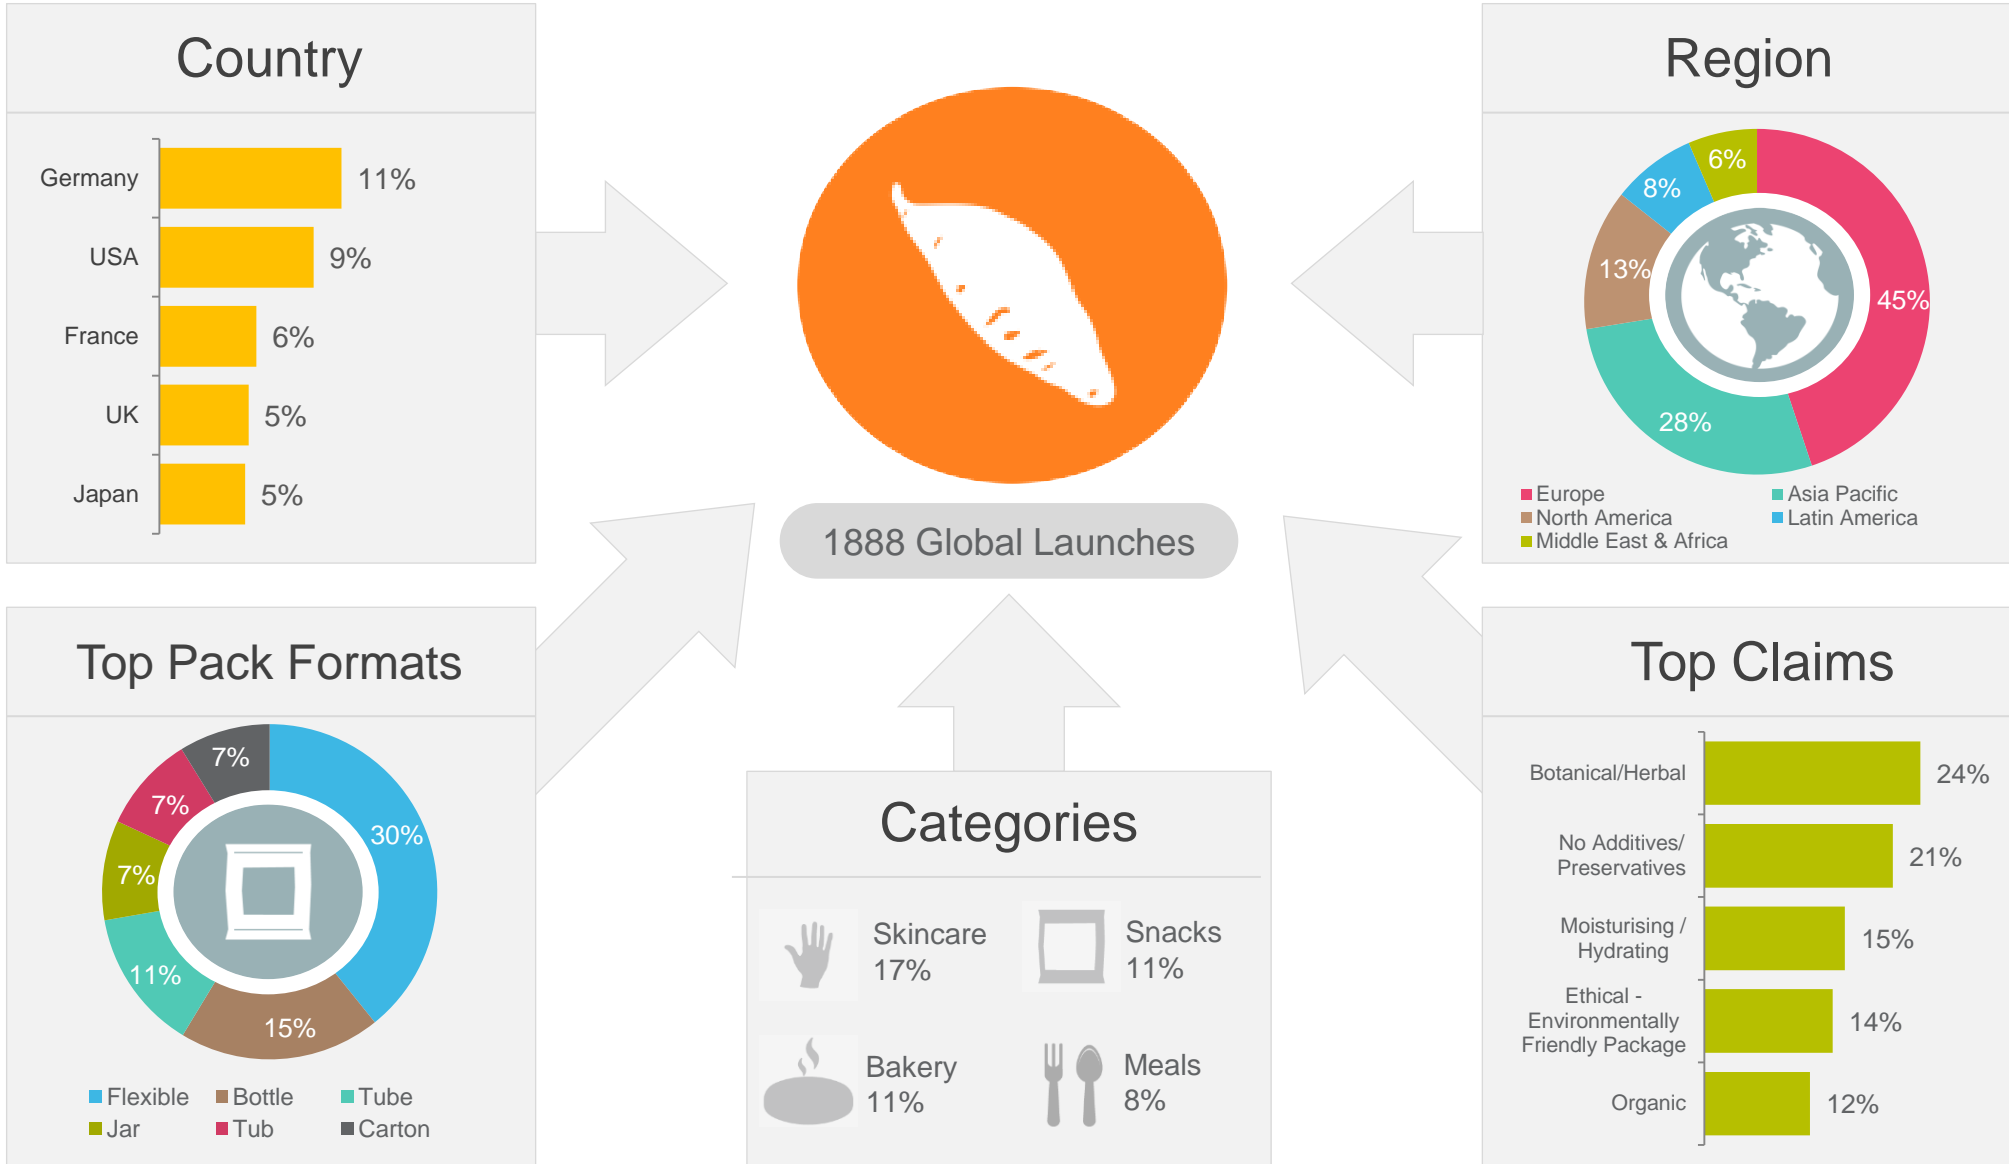 Country
Germany 11%
USA 9%
France 6%
UK 5%
Japan 5%
1888 Global Launches
Region
6%
8%
13%
45%
28%
Europe Asia Pacific
North America Latin America
Middle East & Africa
Top Pack Formats
7%
7%
30%
7%
11%
15%
Flexible Bottle Tube
Jar Tub Carton
Categories
Skincare
17%
Snacks
11%
Bakery
11%
Meals
8%
Top Claims
Botanical/Herbal 24%
No Additives/
Preservatives
21%
Moisturising /
Hydrating
15%
Ethical -
Environmentally
Friendly Package
14%
Organic 12%